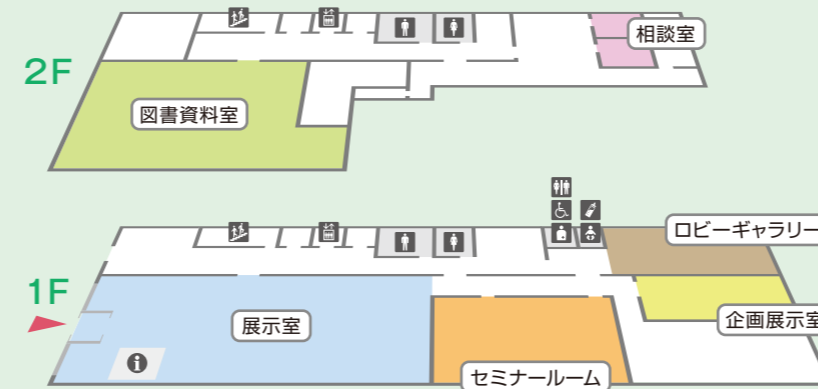 2F
相談室
図書資料室
1F
ロビーギャラリー
企画展示室
展示室
セミナールーム